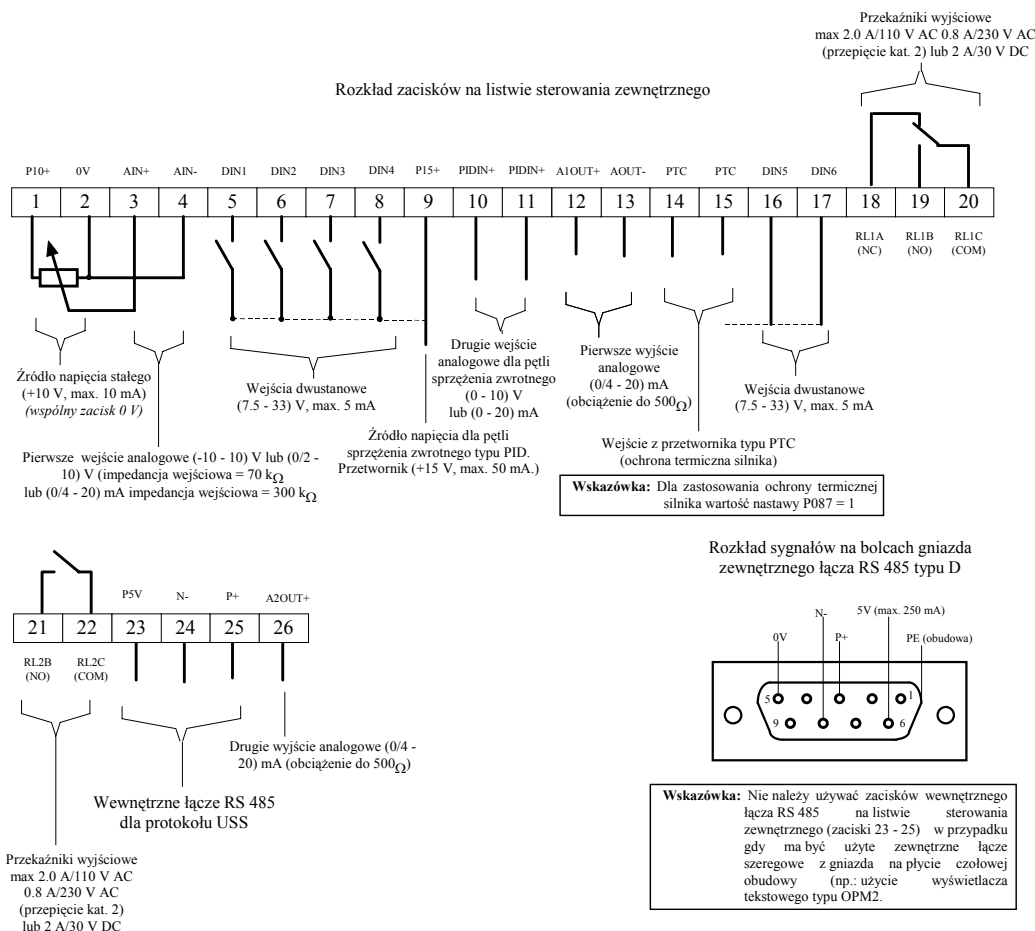 Przekaźniki wyjściowe
max 2.0 A/110 V AC 0.8 A/230 V AC
(przepięcie kat. 2) lub 2 A/30 V DC
Rozkład zacisków na listwie sterowania zewnętrznego
P10+ 0V AIN+ AIN- DIN1 DIN2 DIN3 DIN4 P15+ PIDIN+ PIDIN+ A1OUT+ AOUT- PTC PTC DIN5 DIN6
1 2 3 4 5 6 7 8 9 10 11 12 13 14 15 16 17 18 19 20
RL1A RL1B RL1C
(NC) (NO) (COM)
Źródło napięcia stałego
(+10 V, max. 10 mA)
(wspólny zacisk 0 V)
Pierwsze wejście analogowe (-10 - 10) V lub (0/2 -
10) V (impedancja wejściowa = 70 kΩ
lub (0/4 - 20) mA impedancja wejściowa = 300 kΩ
Wejścia dwustanowe
(7.5 - 33) V, max. 5 mA
Źródło napięcia dla pętli
sprzężenia zwrotnego typu PID.
Przetwornik (+15 V, max. 50 mA.)
Drugie wejście
analogowe dla pętli
sprzężenia zwrotnego
(0 - 10) V
lub (0 - 20) mA
Pierwsze wyjście
analogowe
(0/4 - 20) mA
(obciążenie do 500Ω)
Wejście z przetwornika typu PTC
(ochrona termiczna silnika)
Wejścia dwustanowe
(7.5 - 33) V, max. 5 mA
Wskazówka: Dla zastosowania ochrony termicznej
silnika wartość nastawy P087 = 1
P5V N- P+ A2OUT+
21 22 23 24 25 26
RL2B RL2C
(NO) (COM)
Drugie wyjście analogowe (0/4 -
20) mA (obciążenie do 500Ω)
Wewnętrzne łącze RS 485
dla protokołu USS
Przekaźniki wyjściowe
max 2.0 A/110 V AC
0.8 A/230 V AC
(przepięcie kat. 2)
lub 2 A/30 V DC
Rozkład sygnałów na bolcach gniazda
zewnętrznego łącza RS 485 typu D
N- 5V (max. 250 mA)
0V P+ PE (obudowa)
5 1
9 6
Wskazówka: Nie należy używać zacisków wewnętrznego
łącza RS 485 na listwie sterowania
zewnętrznego (zaciski 23 - 25) w przypadku
gdy ma być użyte zewnętrzne łącze
szeregowe z gniazda na płycie czołowej
obudowy (np.: użycie wyświetlacza
tekstowego typu OPM2.